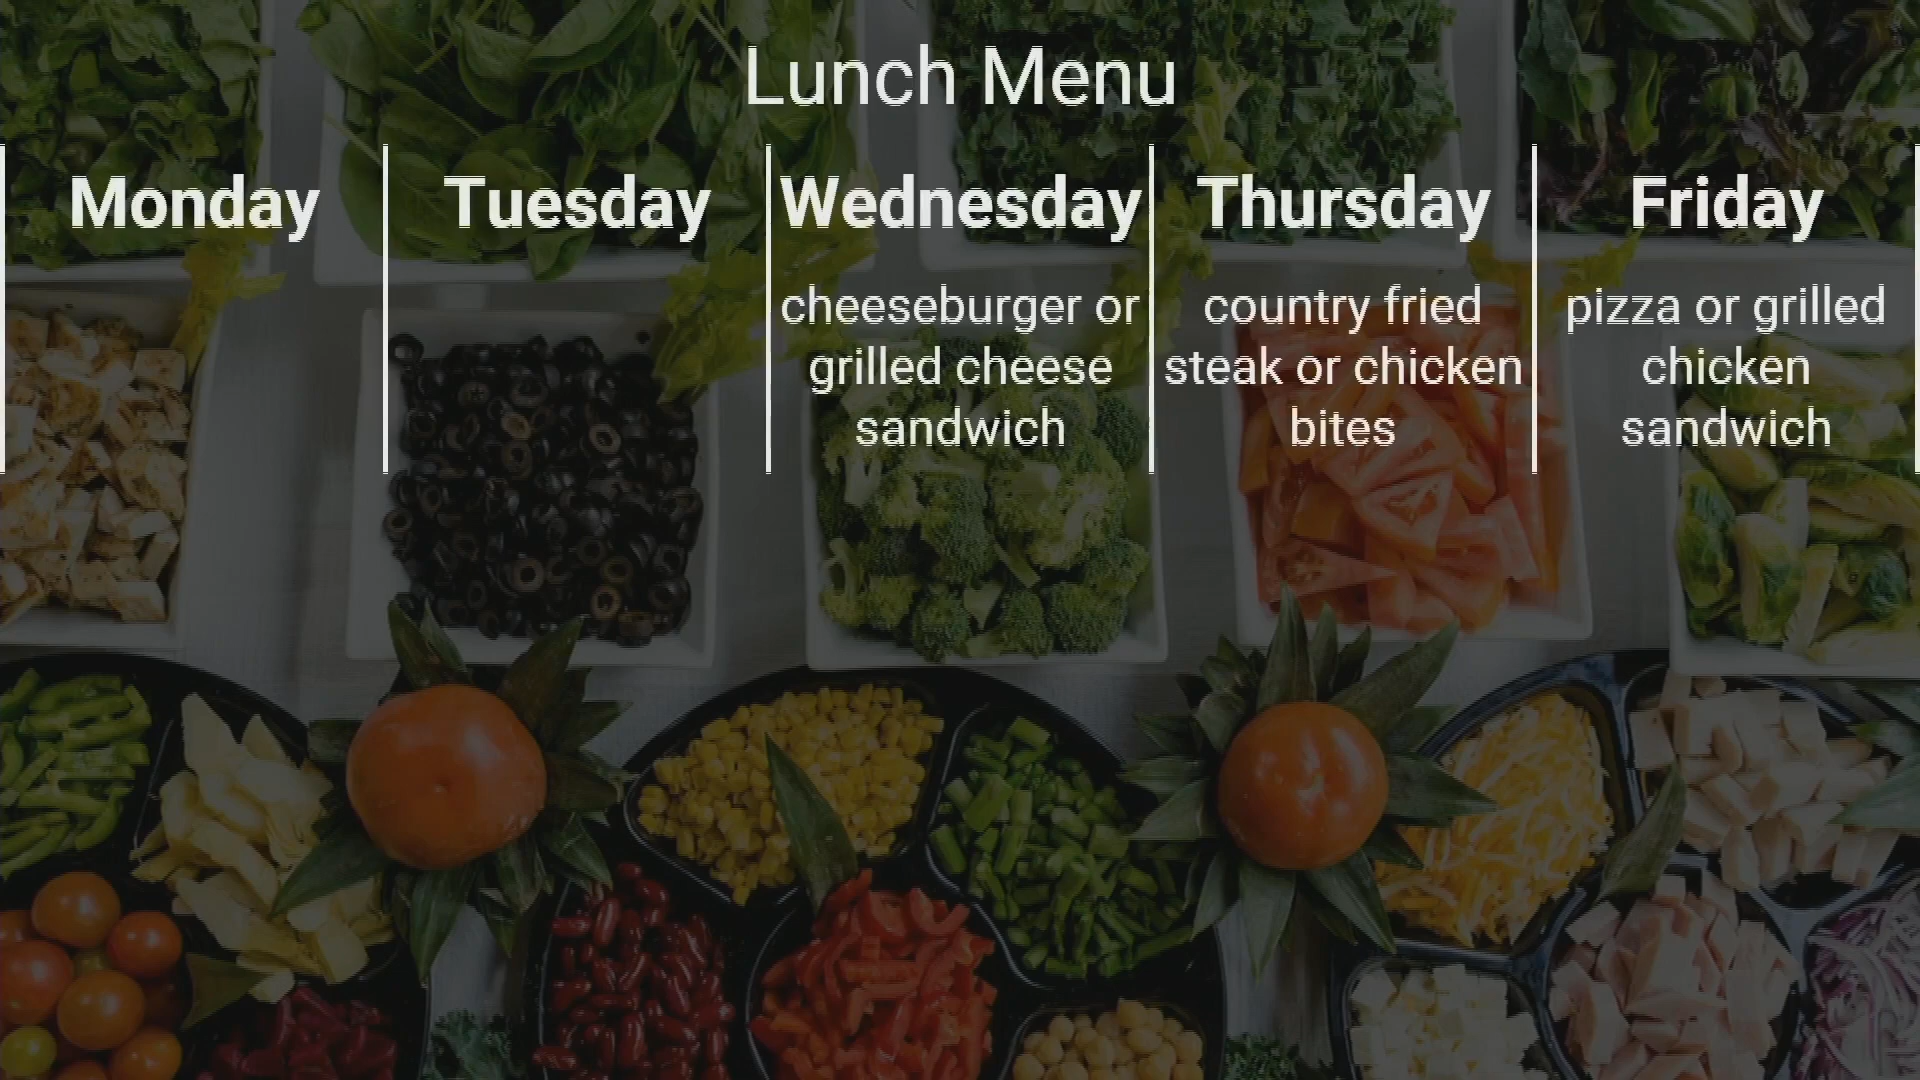 Lunch Menu
Monday
Tuesday
Wednesday
cheeseburger or
grilled cheese
sandwich
Thursday
country fried
steak or chicken
bites
Friday
pizza or grilled
chicken
sandwich